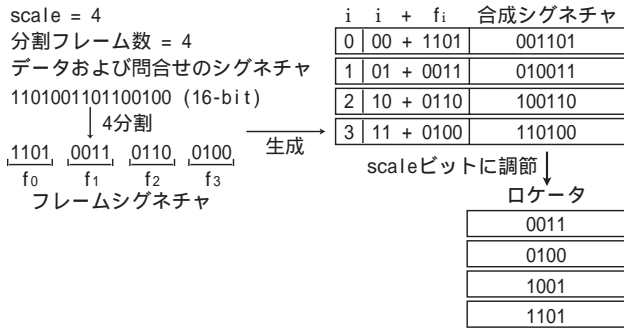 scale = 4
分割フレーム数 = 4
データおよび問合せのシグネチャ
1101001101100100 (16-bit)
4分割
1101 0011 0110 0100
f0 f1 f2 f3
フレームシグネチャ
生成
i i + fi 合成シグネチャ
0 00 + 1101 001101
1 01 + 0011 010011
2 10 + 0110 100110
3 11 + 0100 110100
scaleビットに調節
ロケータ
0011
0100
1001
1101